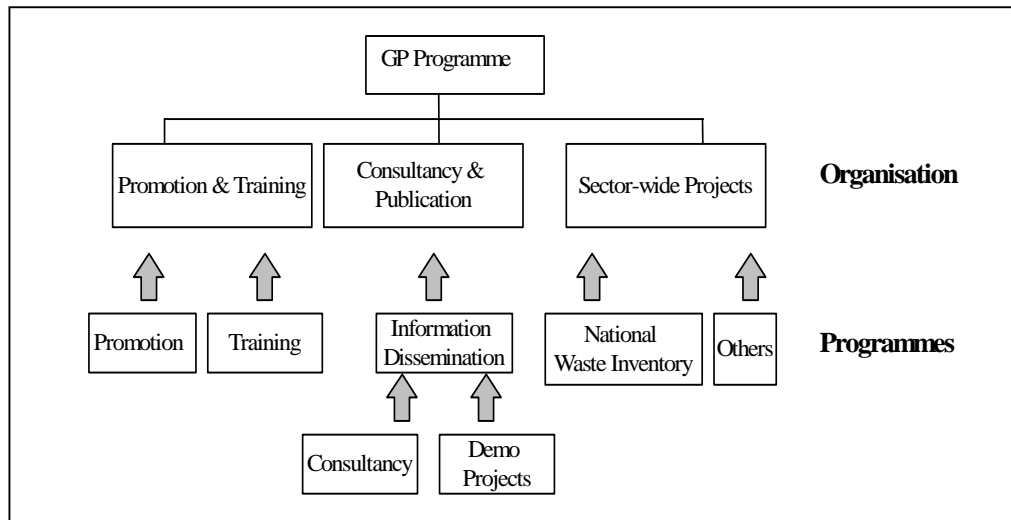 GP Programme
Promotion & Training
Consultancy &
Publication
Sector-wide Projects
Organisation
Promotion
Training
Information
Dissemination
National
Waste Inventory
Others
Programmes
Consultancy
Demo
Projects